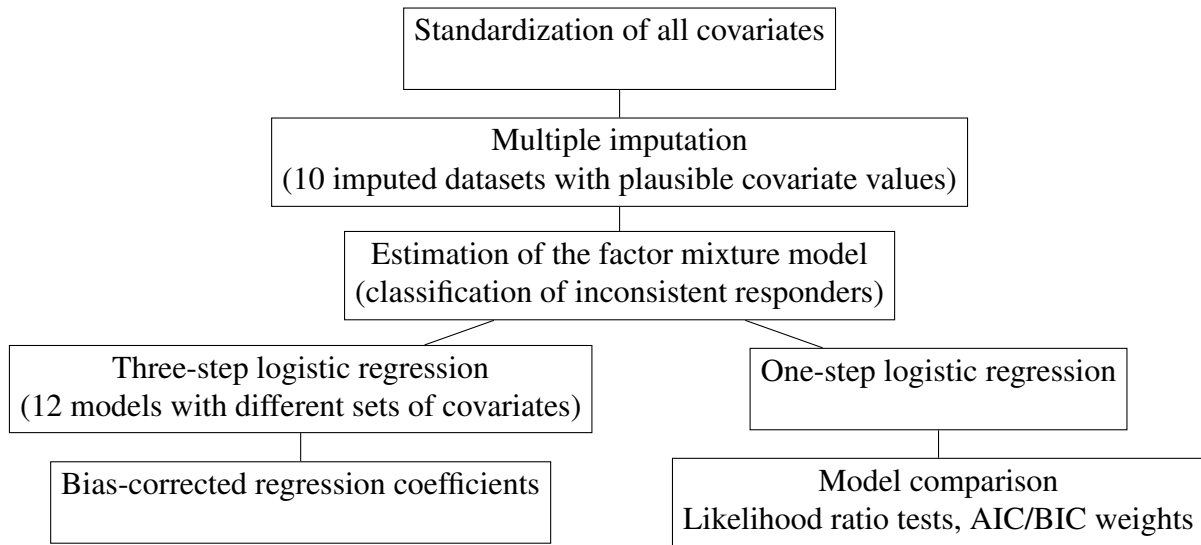 Standardization of all covariates
Multiple imputation
(10 imputed datasets with plausible covariate values)
Estimation of the factor mixture model
(classification of inconsistent responders)
Three-step logistic regression
(12 models with different sets of covariates)
One-step logistic regression
Bias-corrected regression coefficients
Model comparison
Likelihood ratio tests, AIC/BIC weights